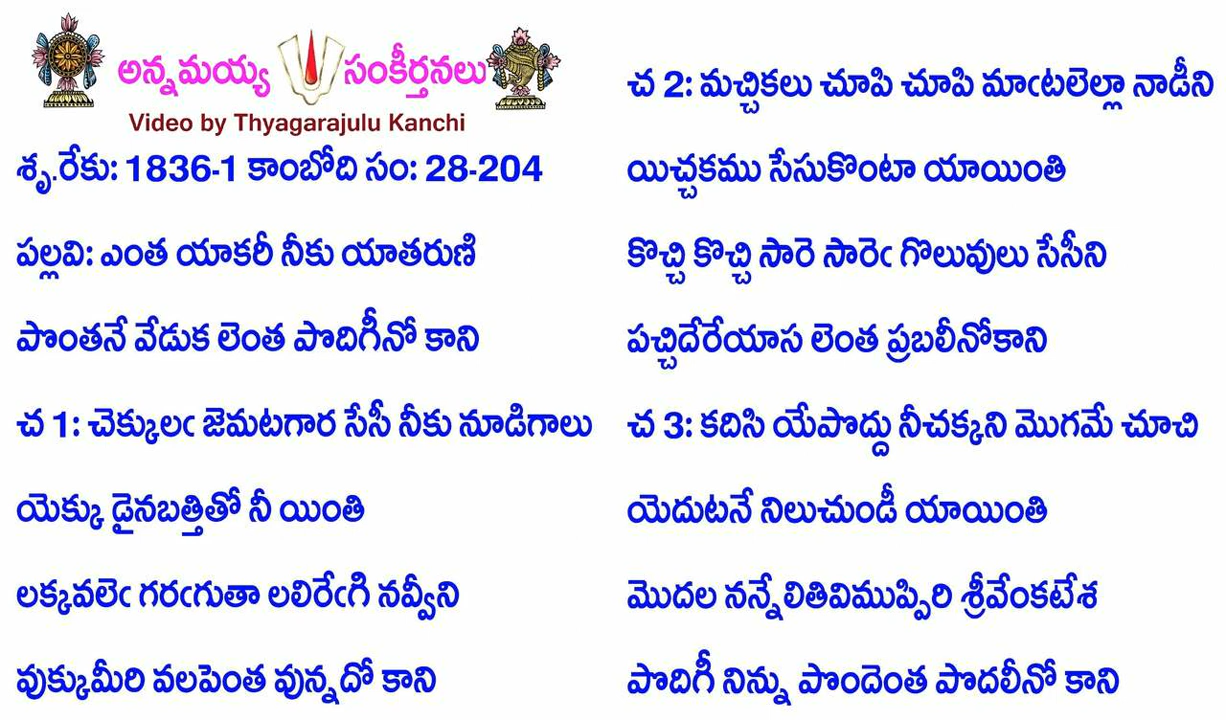 అన్నమయ్య సంకీర్తనలు
Video by Thyagarajulu Kanchi
శృ.రేకు: 1836-1 కాంబోది సం: 28-204
పల్లవి: ఎంత యాకరీ నీకు యాతరుణి
పొంతనే వేడుక లెంత పొదిగీనో కాని
చ 1: చెక్కులఁ జెమటగార సేసీ నీకు నూడిగాలు
యెక్కు డైనబత్తితో నీ యింతి
లక్కవలెఁ గరఁగుతా లలిరేఁగి నవ్వీని
వుక్కుమీరి వలపెంత వున్నదో కాని
చ 2: మచ్చికలు చూపి చూపి మాఁటలెల్లా నాడీని
యిచ్చకము సేసుకొంటా యాయింతి
కొచ్చి కొచ్చి సారె సారెఁ గొలువులు సేసీని
పచ్చిదేరేయాస లెంత ప్రబలీనోకాని
చ 3: కదిసి యేపొద్దు నీచక్కని మొగమే చూచి
యెదుటనే నిలుచుండీ యాయింతి
మొదల నన్నేలితివిముప్పిరి శ్రీవేంకటేశ
పొదిగీ నిన్ను పొందెంత పొదలీనో కాని